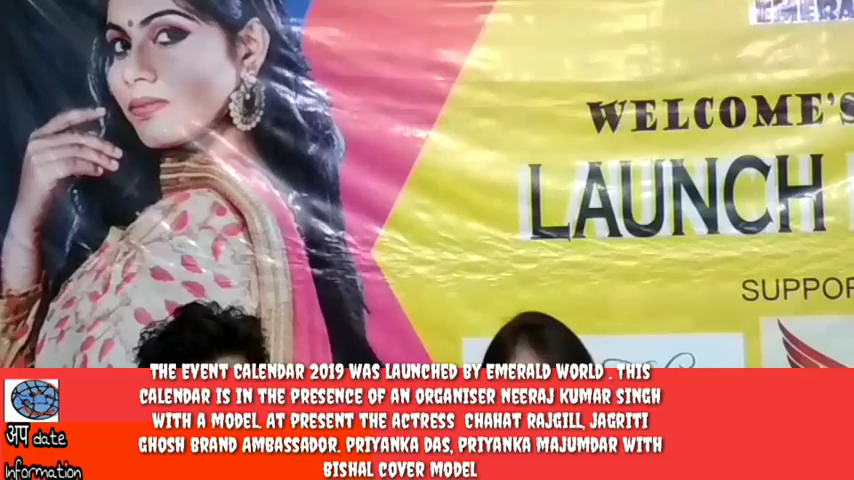 EMERA
WELCOME'S
LAUNCH
SUPPOR
THE EVENT CALENDAR 2019 WAS LAUNCHED BY EMERALD WORLD . THIS
CALENDAR IS IN THE PRESENCE OF AN ORGANISER NEERAJ KUMAR SINGH
WITH A MODEL. AT PRESENT THE ACTRESS CHAHAT RAJGILL, JAGRITI
GHOSH BRAND AMBASSADOR. PRIYANKA DAS, PRIYANKA MAJUMDAR WITH
BISHAL COVER MODEL
अप date
Information